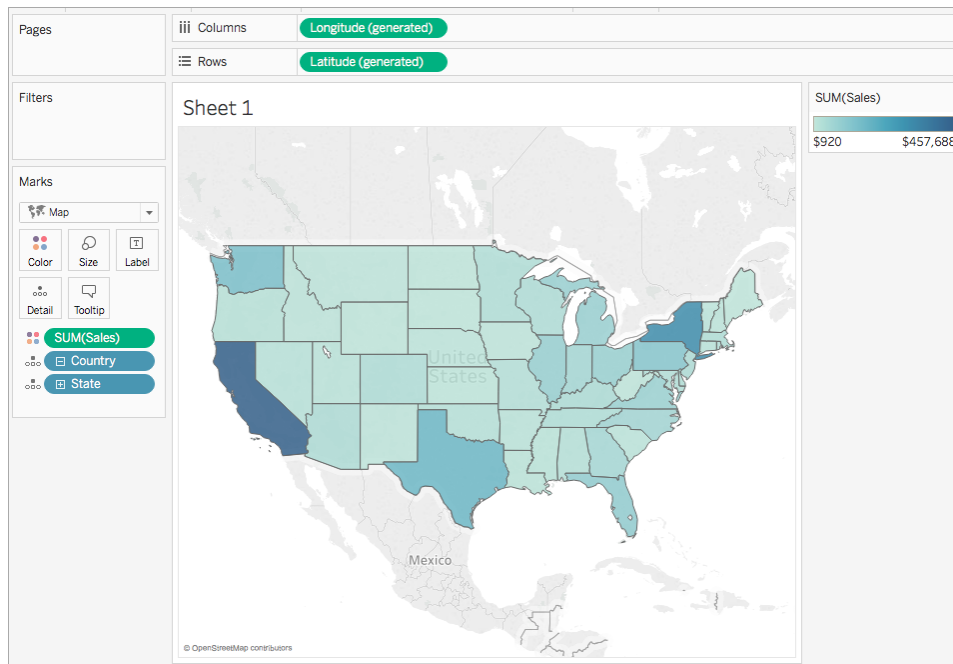 Pages
Columns
Longitude (generated)
Rows
Latitude (generated)
Filters
Sheet 1
SUM(Sales)
$920
$457,688
Marks
Map
Color
Size
Label
Detail
Tooltip
SUM(Sales)
Country
State
United
States
Mexico
© OpenStreetMap contributors